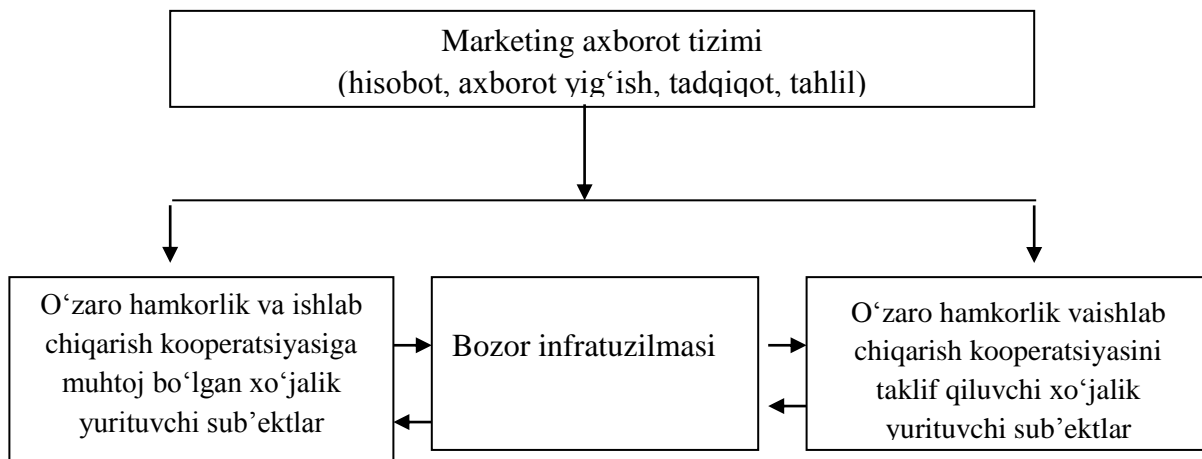 Marketing axborot tizimi
(hisobot, axborot yig‘ish, tadqiqot, tahlil)
O‘zaro hamkorlik va ishlab
chiqarish kooperatsiyasiga
muhtoj bo‘lgan xo‘jalik
yurituvchi sub’ektlar
Bozor infratuzilmasi
O‘zaro hamkorlik vaishlab
chiqarish kooperatsiyasini
taklif qiluvchi xo‘jalik
yurituvchi sub’ektlar